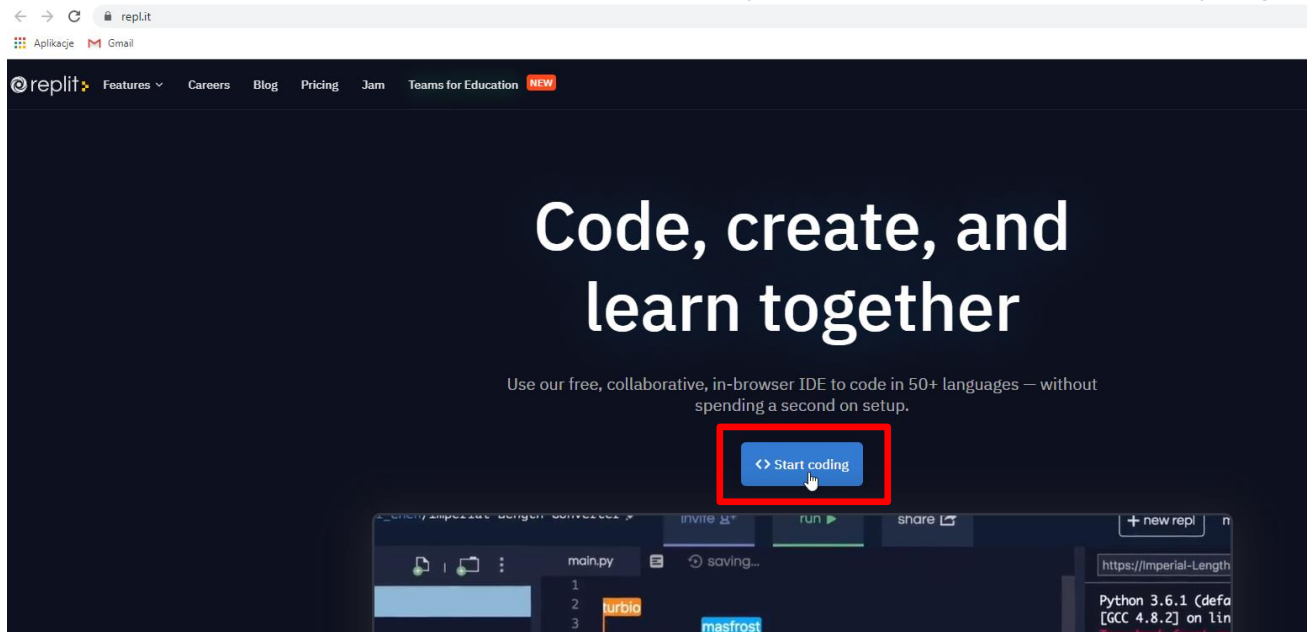 repl.it
Aplikacje Gmail
replit Features Careers Blog Pricing Jam Teams for Education NEW
Code, create, and
learn together
Use our free, collaborative, in-browser IDE to code in 50+ languages — without
spending a second on setup.
<> Start coding
invite run share + new repl
main.py saving...
https://Imperial-Length
1
2 turbio
3 masfrost
Python 3.6.1 (defa
[GCC 4.8.2] on lin